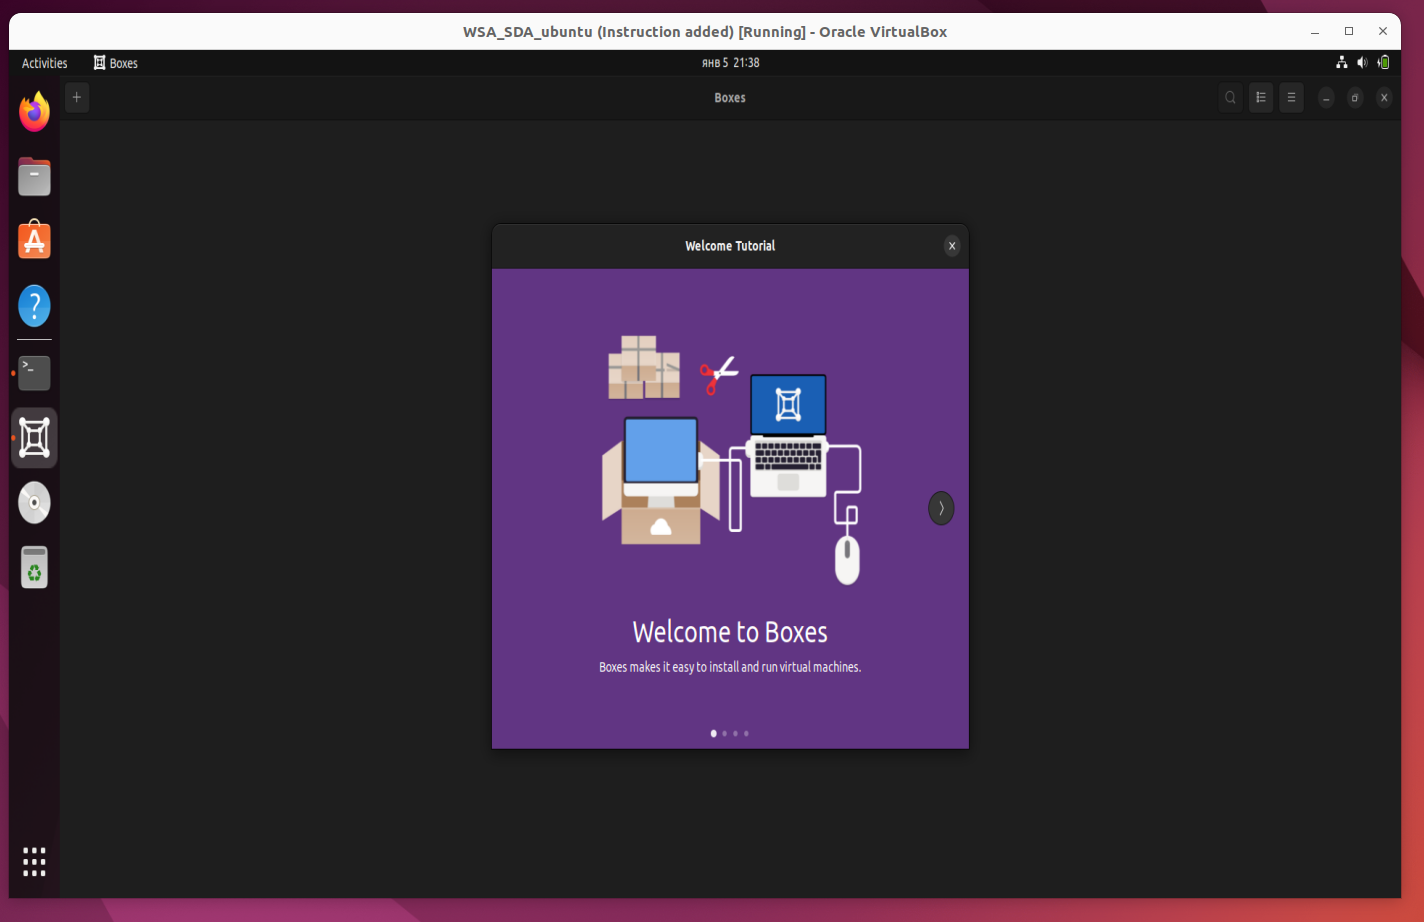 WSA_SDA_ubuntu (Instruction added) [Running] - Oracle VirtualBox
Activities
Boxes
янв 5 21:38
Boxes
Welcome Tutorial
Welcome to Boxes
Boxes makes it easy to install and run virtual machines.